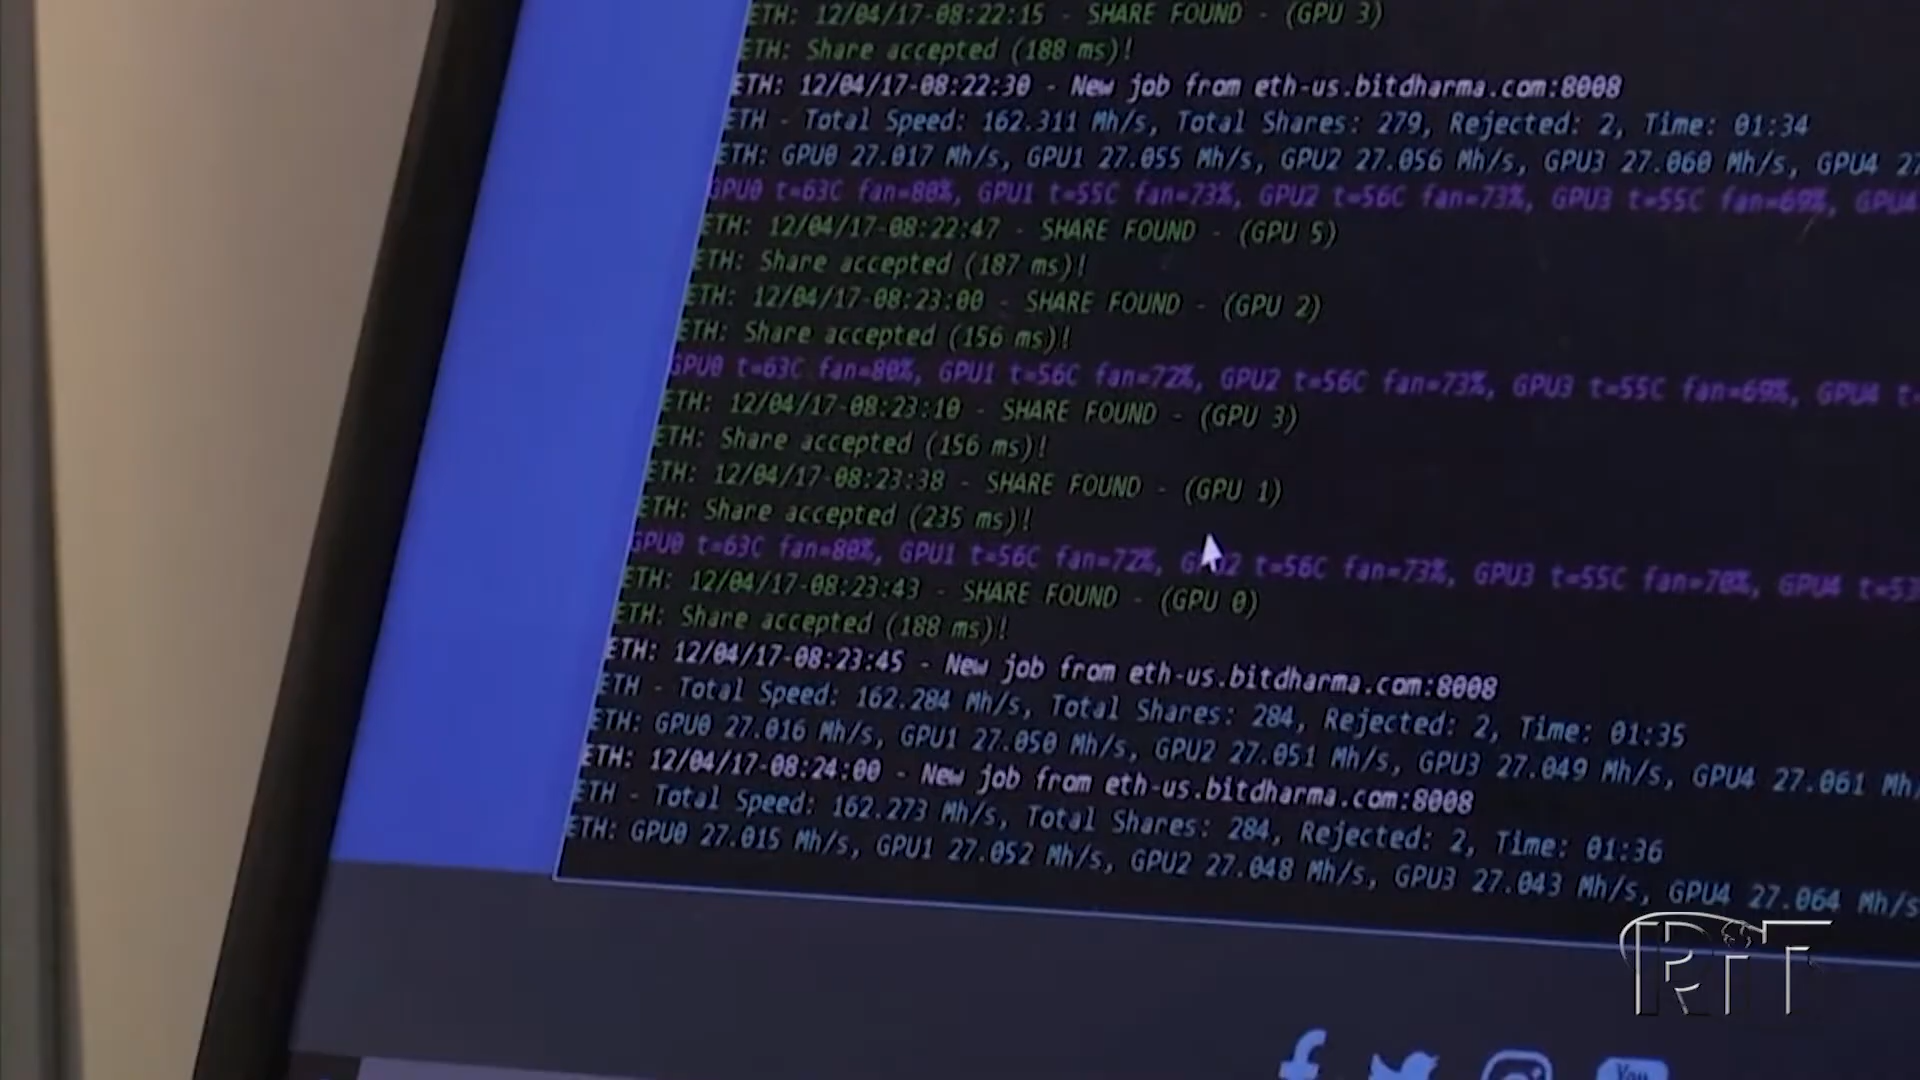 ETH: 12/04/17-08:22:15 - SHARE FOUND - (GPU 3)
ETH: Share accepted (188 ms)!
ETH: 12/04/17-08:22:30 - New job from eth-us.bitdharma.com:8008
ETH - Total Speed: 162.311 Mh/s, Total Shares: 279, Rejected: 2, Time: 01:34
ETH: GPU0 27.017 Mh/s, GPU1 27.055 Mh/s, GPU2 27.056 Mh/s, GPU3 27.060 Mh/s, GPU4 27
GPU0 t=63C fan=80%, GPU1 t=55C fan=73%, GPU2 t=56C fan=73%, GPU3 t=55C fan=69%, GPU4
ETH: 12/04/17-08:22:47 - SHARE FOUND - (GPU 5)
ETH: Share accepted (187 ms)!
ETH: 12/04/17-08:23:00 - SHARE FOUND - (GPU 2)
ETH: Share accepted (156 ms)!
GPU0 t=63C fan=80%, GPU1 t=56C fan=72%, GPU2 t=56C fan=73%, GPU3 t=55C fan=69%, GPU4 t=
ETH: 12/04/17-08:23:10 - SHARE FOUND - (GPU 3)
ETH: Share accepted (156 ms)!
ETH: 12/04/17-08:23:38 - SHARE FOUND - (GPU 1)
ETH: Share accepted (235 ms)!
GPU0 t=63C fan=80%, GPU1 t=56C fan=72%, GPU2 t=56C fan=73%, GPU3 t=55C fan=70%, GPU4 t=53
ETH: 12/04/17-08:23:43 - SHARE FOUND - (GPU 0)
ETH: Share accepted (188 ms)!
ETH: 12/04/17-08:23:45 - New job from eth-us.bitdharma.com:8008
ETH - Total Speed: 162.284 Mh/s, Total Shares: 284, Rejected: 2, Time: 01:35
ETH: GPU0 27.016 Mh/s, GPU1 27.050 Mh/s, GPU2 27.051 Mh/s, GPU3 27.049 Mh/s, GPU4 27.061 Mh/
ETH: 12/04/17-08:24:00 - New job from eth-us.bitdharma.com:8008
ETH - Total Speed: 162.273 Mh/s, Total Shares: 284, Rejected: 2, Time: 01:36
ETH: GPU0 27.015 Mh/s, GPU1 27.052 Mh/s, GPU2 27.048 Mh/s, GPU3 27.043 Mh/s, GPU4 27.064 Mh/s
RTF
You